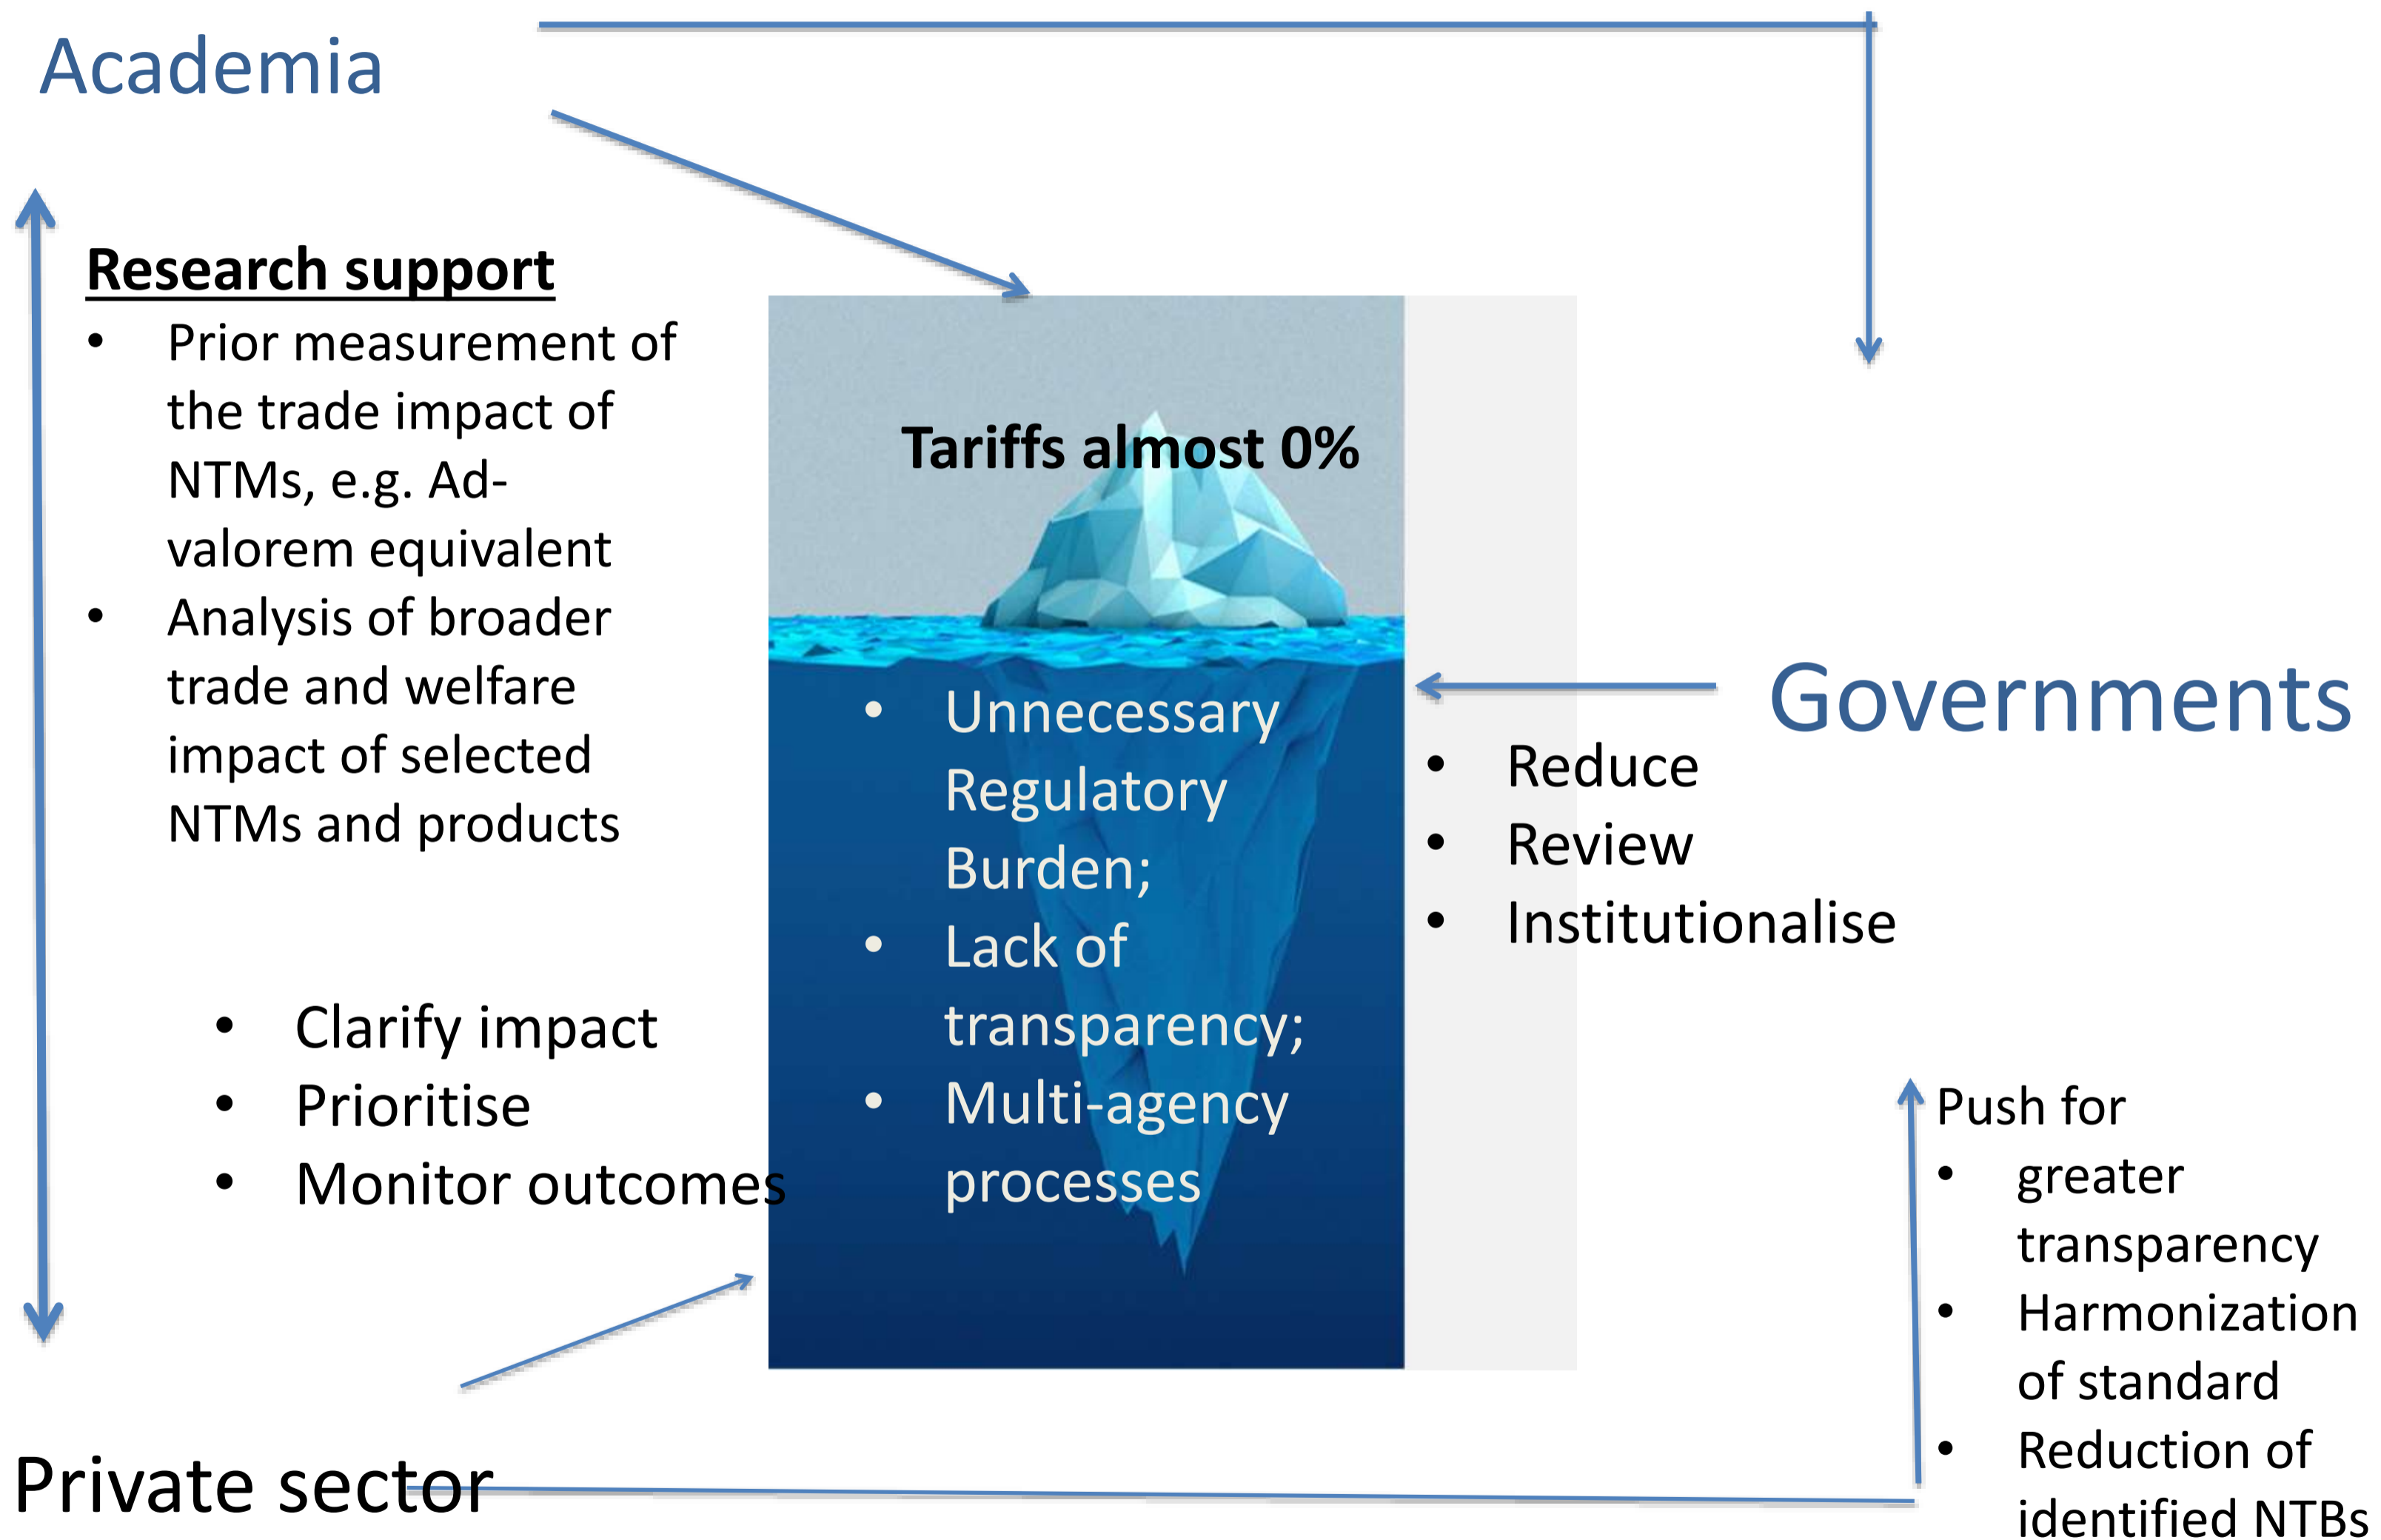 Academia
Research support
• Prior measurement of
the trade impact of
NTMs, e.g. Ad-
valorem equivalent
• Analysis of broader
trade and welfare
impact of selected
NTMs and products
• Clarify impact
• Prioritise
• Monitor outcomes
Private sector
Tariffs almost 0%
• Unnecessary
Regulatory
Burden;
• Lack of
transparency;
• Multi-agency
processes
Governments
• Reduce
• Review
• Institutionalise
Push for
• greater
transparency
• Harmonization
of standard
• Reduction of
identified NTBs